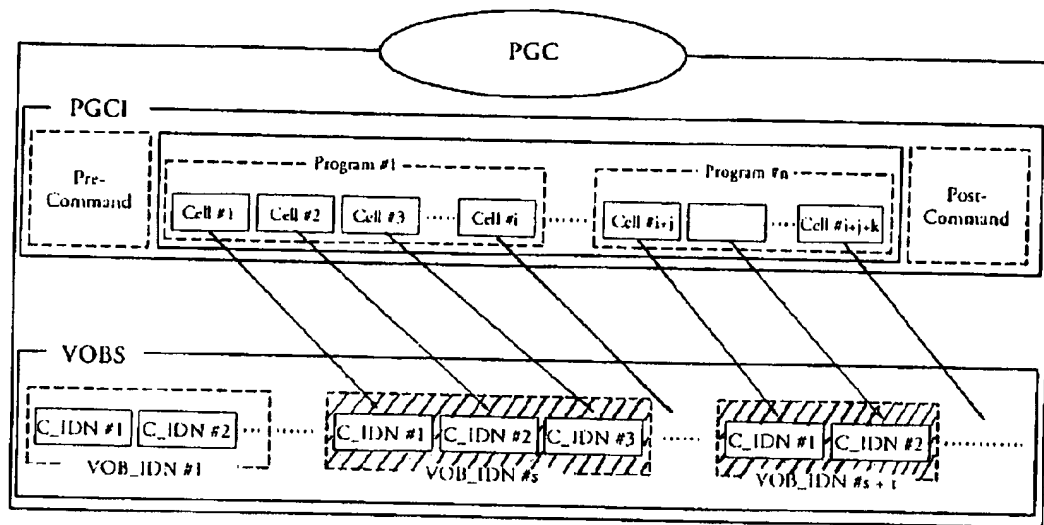 PGC
PGCI
Pre-
Command
Program #1
Cell #1
Cell #2
Cell #3
Cell #i
Program #n
Cell #i+j
Cell #i+j+k
Post-
Command
VOBS
C_IDN #1
C_IDN #2
VOB_IDN #1
C_IDN #1
C_IDN #2
C_IDN #3
VOB_IDN #s
C_IDN #1
C_IDN #2
VOB_IDN #s + t